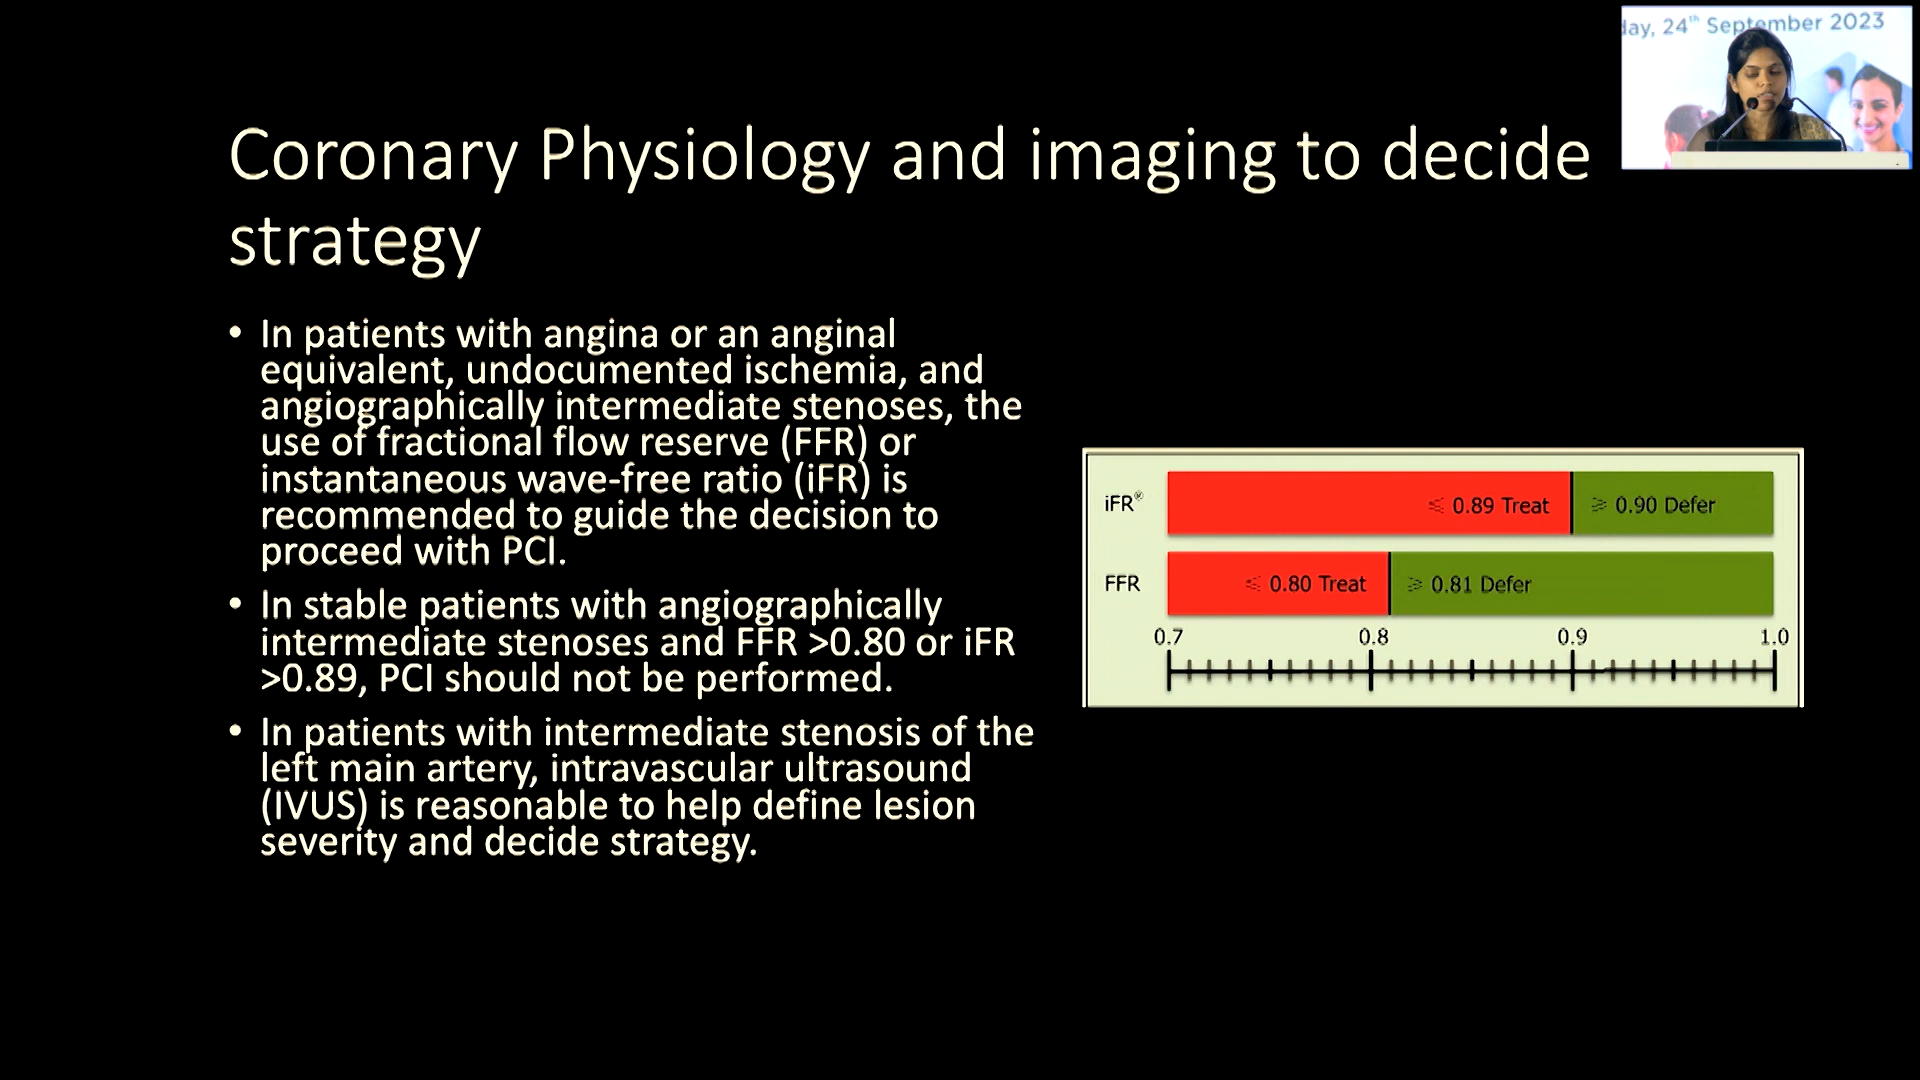 day, 24th September 2023
Coronary Physiology and imaging to decide
strategy
• In patients with angina or an anginal
equivalent, undocumented ischemia, and
angiographically intermediate stenoses, the
use of fractional flow reserve (FFR) or
instantaneous wave-free ratio (iFR) is
recommended to guide the decision to
proceed with PCI.
• In stable patients with angiographically
intermediate stenoses and FFR >0.80 or iFR
>0.89, PCI should not be performed.
• In patients with intermediate stenosis of the
left main artery, intravascular ultrasound
(IVUS) is reasonable to help define lesion
severity and decide strategy.
iFR® ≤ 0.89 Treat ≥ 0.90 Defer
FFR ≤ 0.80 Treat ≥ 0.81 Defer
0.7 0.8 0.9 1.0